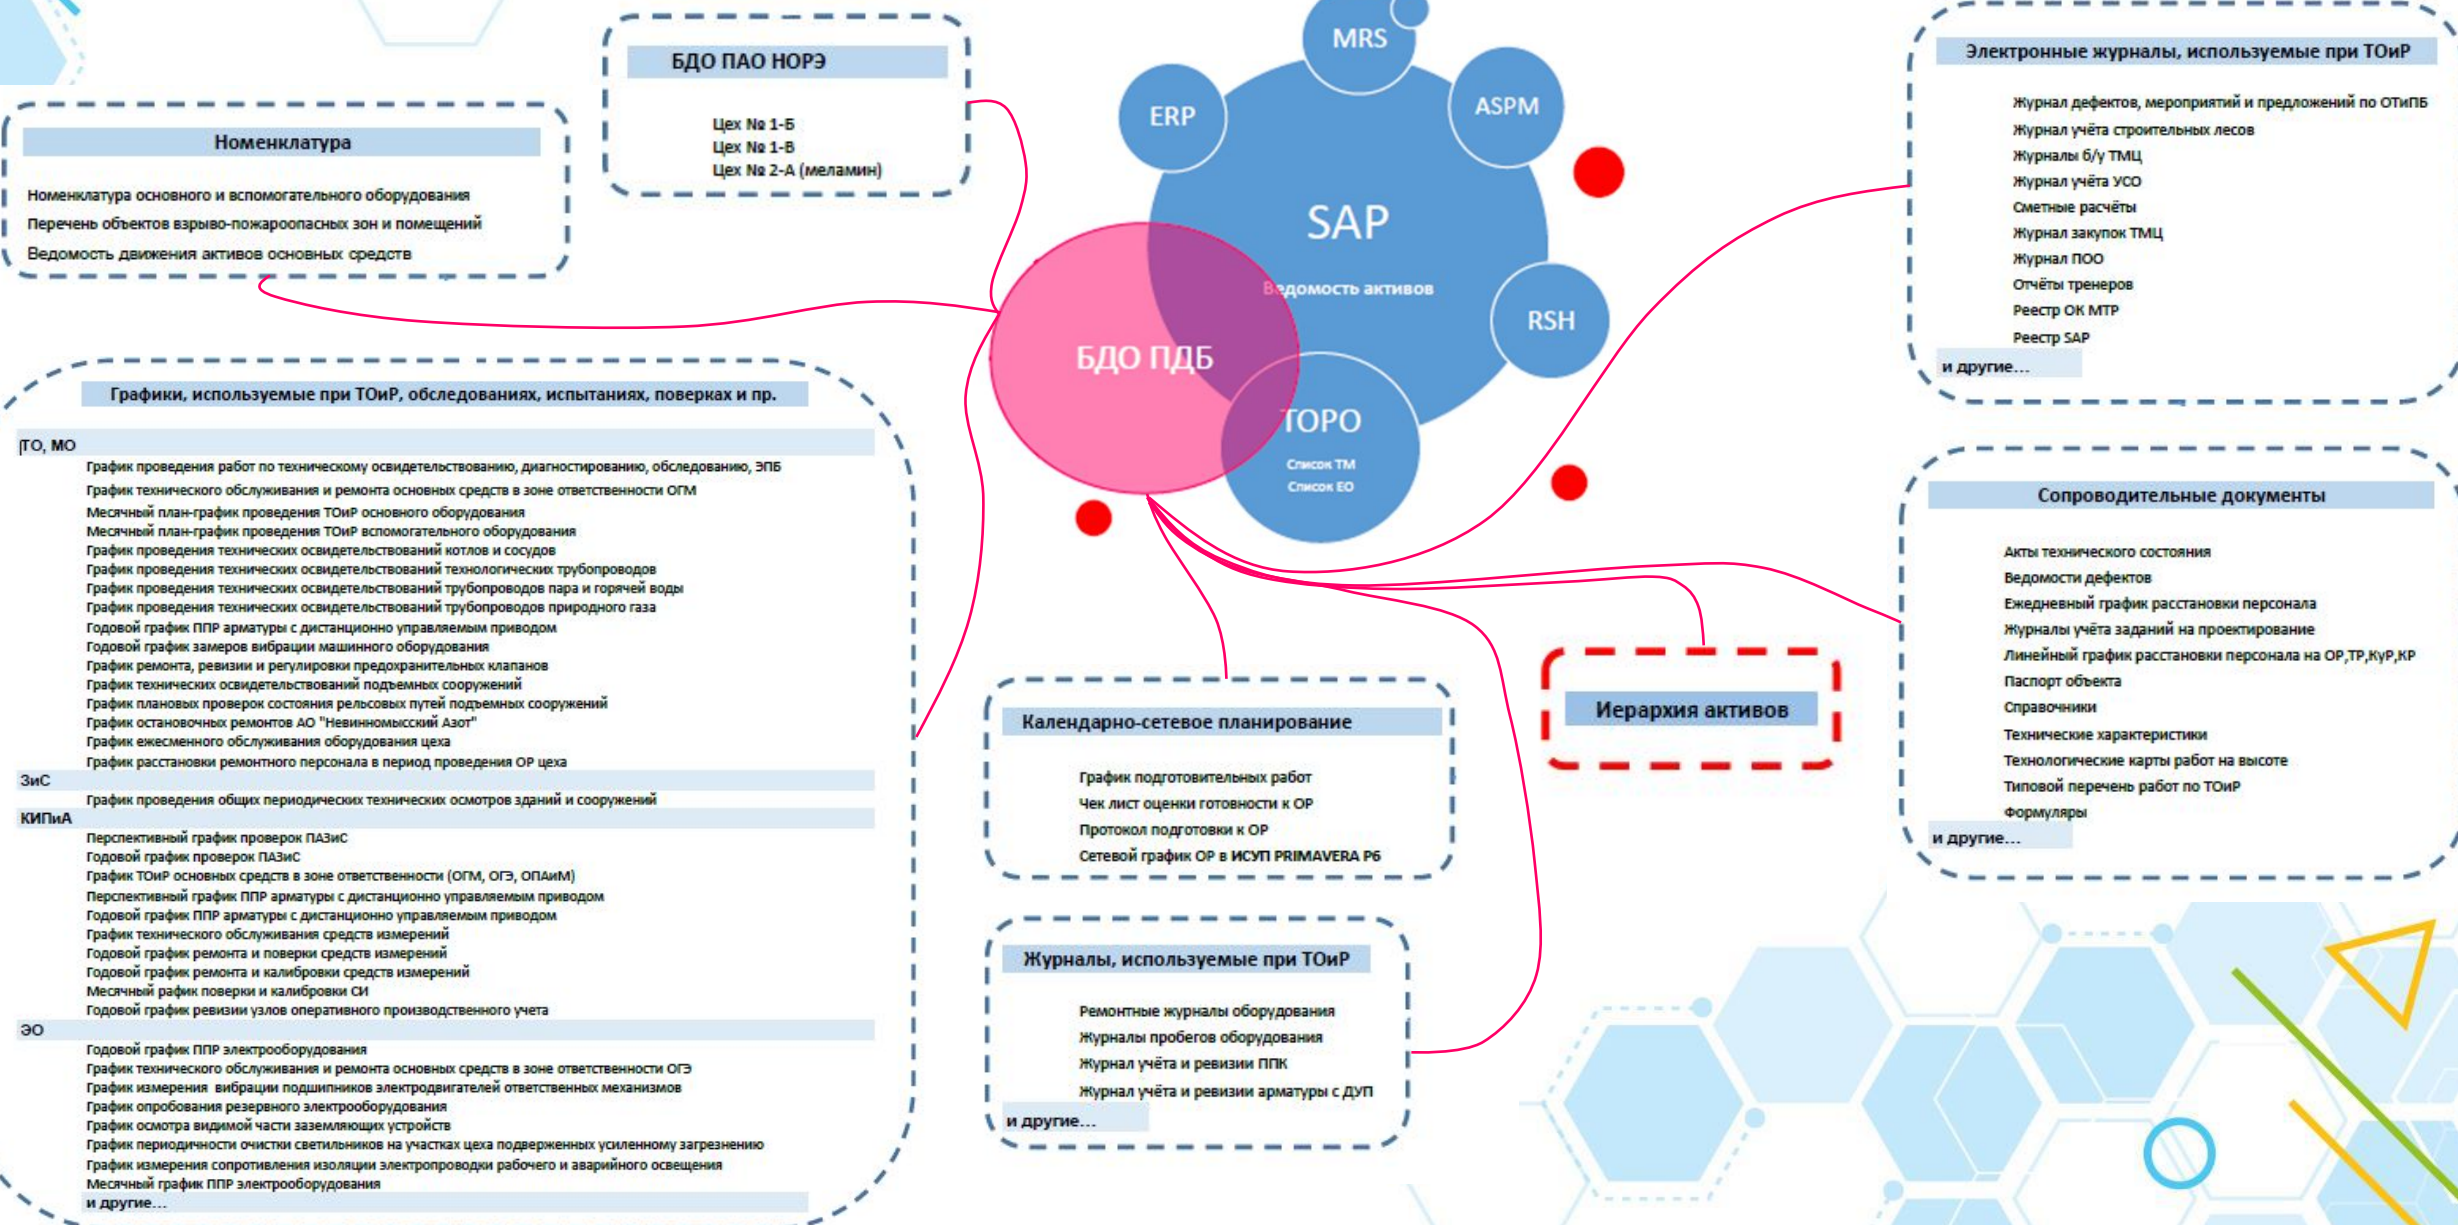 БДО ПАО НОРЭ
Цех № 1-Б
Цех № 1-В
Цех № 2-А (меламин)
Номенклатура
Номенклатура основного и вспомогательного оборудования
Перечень объектов взрыво-пожароопасных зон и помещений
Ведомость движения активов основных средств
Графики, используемые при ТОиР, обследованиях, испытаниях, поверках и пр.
ТО, МО
График проведения работ по техническому освидетельствованию, диагностированию, обследованию, ЭПБ
График технического обслуживания и ремонта основных средств в зоне ответственности ОГМ
Месячный план-график проведения ТОиР основного оборудования
Месячный план-график проведения ТОиР вспомогательного оборудования
График проведения технических освидетельствований котлов и сосудов
График проведения технических освидетельствований технологических трубопроводов
График проведения технических освидетельствований трубопроводов пара и горячей воды
График проведения технических освидетельствований трубопроводов природного газа
Годовой график ППР арматуры с дистанционно управляемым приводом
Годовой график замеров вибрации машинного оборудования
График ремонта, ревизии и регулировки предохранительных клапанов
График технических освидетельствований подъемных сооружений
График плановых проверок состояния рельсовых путей подъемных сооружений
График остановочных ремонтов АО "Невинномысский Азот"
График ежесменного обслуживания оборудования цеха
График расстановки ремонтного персонала в период проведения ОР цеха
ЗиС
График проведения общих периодических технических осмотров зданий и сооружений
КИПиА
Перспективный график проверок ПАЗиС
Годовой график проверок ПАЗиС
График ТОиР основных средств в зоне ответственности (ОГМ, ОГЭ, ОПАиМ)
Перспективный график ППР арматуры с дистанционно управляемым приводом
Годовой график ППР арматуры с дистанционно управляемым приводом
График технического обслуживания средств измерений
Годовой график ремонта и поверки средств измерений
Годовой график ремонта и калибровки средств измерений
Месячный рафик поверки и калибровки СИ
Годовой график ревизии узлов оперативного производственного учета
ЭО
Годовой график ППР электрооборудования
График технического обслуживания и ремонта основных средств в зоне ответственности ОГЭ
График измерения вибрации подшипников электродвигателей ответственных механизмов
График опробования резервного электрооборудования
График осмотра видимой части заземляющих устройств
График периодичности очистки светильников на участках цеха подверженных усиленному загрезнению
График измерения сопротивления изоляции электропроводки рабочего и аварийного освещения
Месячный график ППР электрооборудования
и другие...
MRS
ERP
ASPM
SAP
Ведомость активов
RSH
БДО ПДБ
ТОРО
Список ТМ
Список ЕО
Календарно-сетевое планирование
График подготовительных работ
Чек лист оценки готовности к ОР
Протокол подготовки к ОР
Сетевой график ОР в ИСУП PRIMAVERA P6
Журналы, используемые при ТОиР
Ремонтные журналы оборудования
Журналы пробегов оборудования
Журнал учёта и ревизии ППК
Журнал учёта и ревизии арматуры с ДУП
и другие...
Иерархия активов
Электронные журналы, используемые при ТОиР
Журнал дефектов, мероприятий и предложений по ОТиПБ
Журнал учёта строительных лесов
Журналы б/у ТМЦ
Журнал учёта УСО
Сметные расчёты
Журнал закупок ТМЦ
Журнал ПОО
Отчёты тренеров
Реестр ОК МТР
Реестр SAP
и другие...
Сопроводительные документы
Акты технического состояния
Ведомости дефектов
Ежедневный график расстановки персонала
Журналы учёта заданий на проектирование
Линейный график расстановки персонала на ОР,ТР,КуР,КР
Паспорт объекта
Справочники
Технические характеристики
Технологические карты работ на высоте
Типовой перечень работ по ТОиР
Формуляры
и другие...